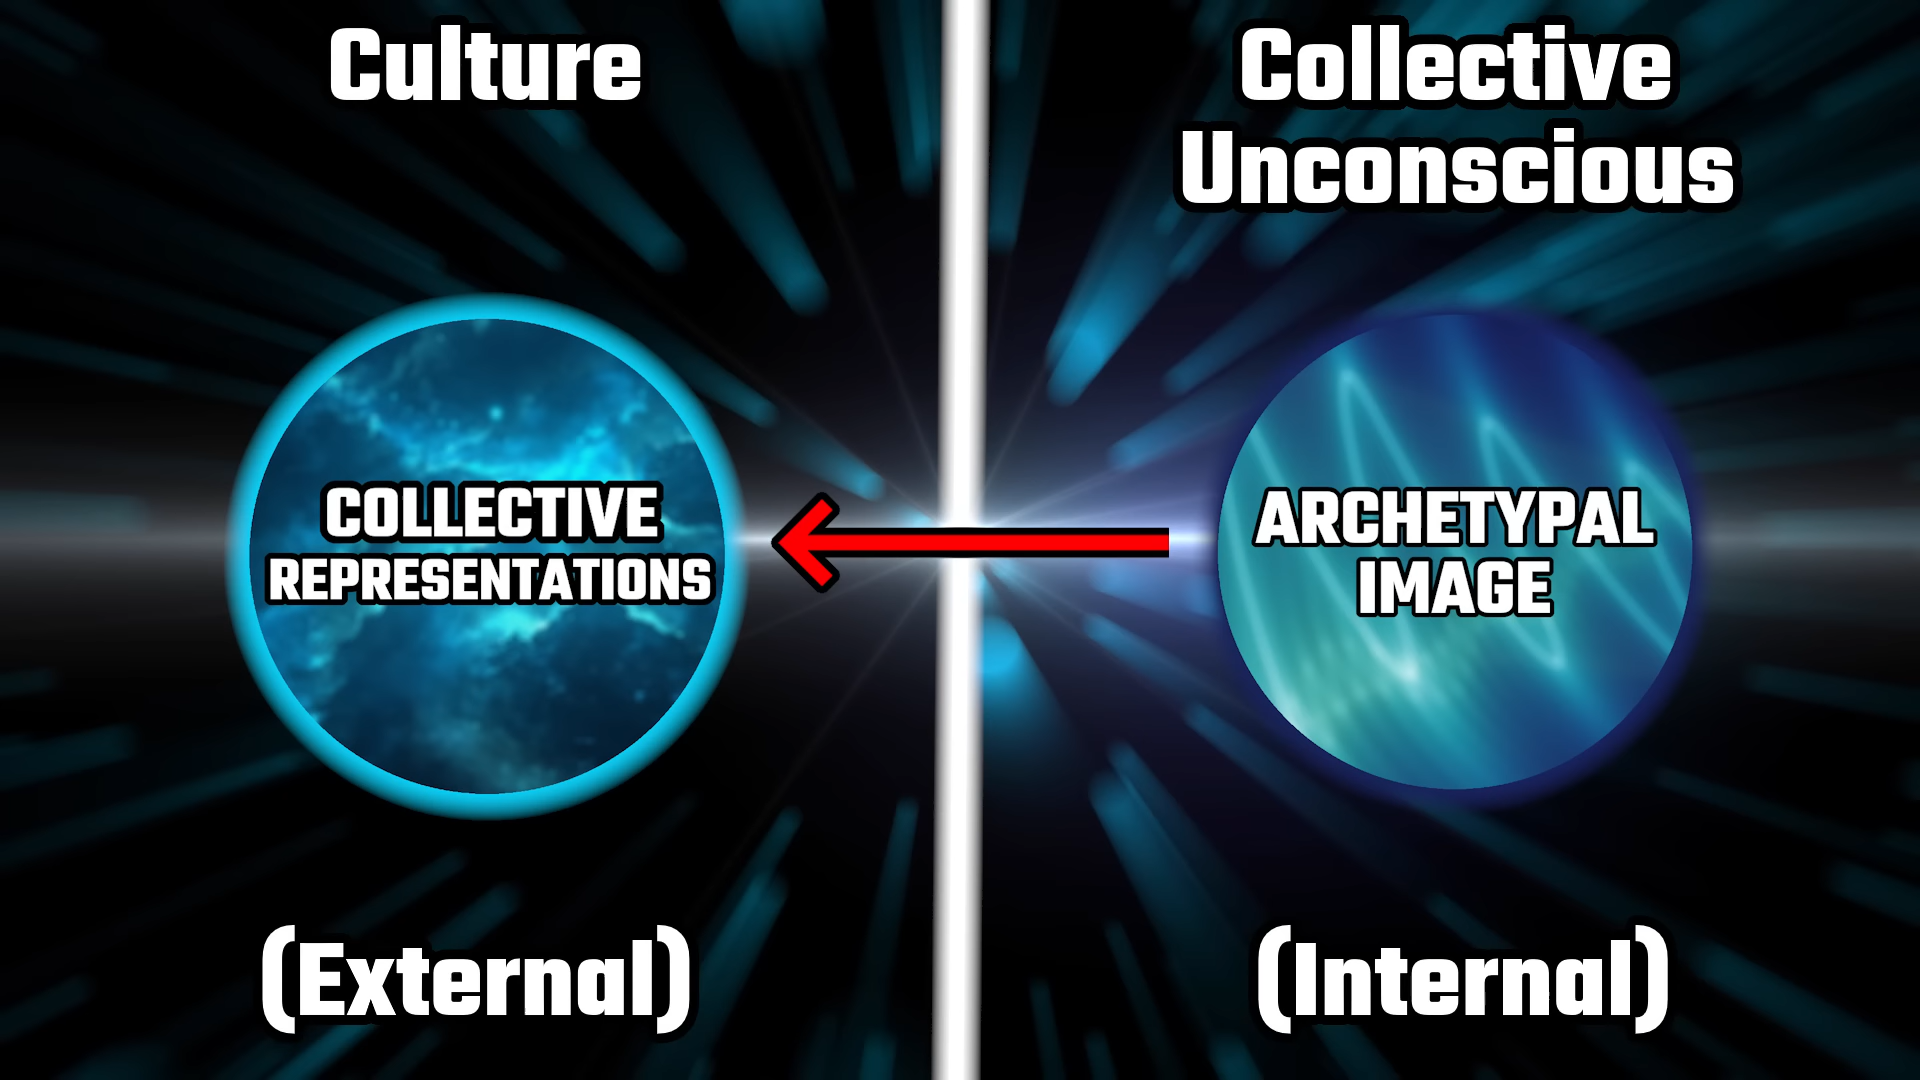 Culture
COLLECTIVE
REPRESENTATIONS
(External)
Collective
Unconscious
ARCHETYPAL
IMAGE
(Internal)